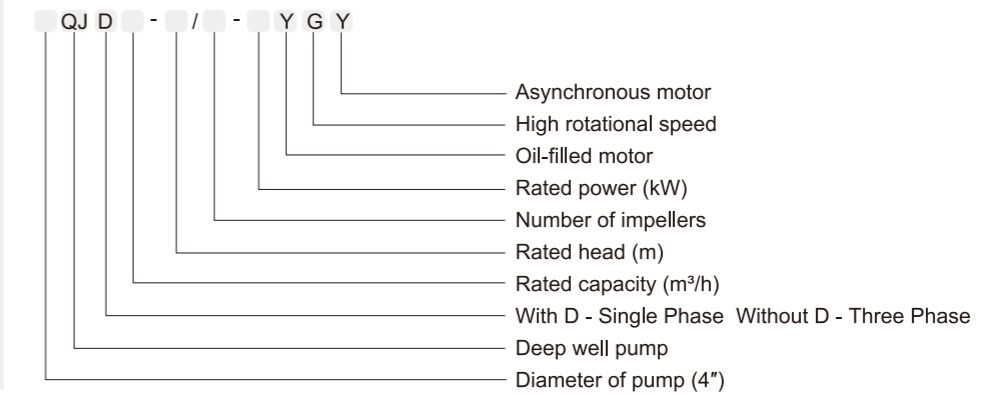 QJ D - / - Y G Y
Asynchronous motor
High rotational speed
Oil-filled motor
Rated power (kW)
Number of impellers
Rated head (m)
Rated capacity (m³/h)
With D - Single Phase Without D - Three Phase
Deep well pump
Diameter of pump (4″)